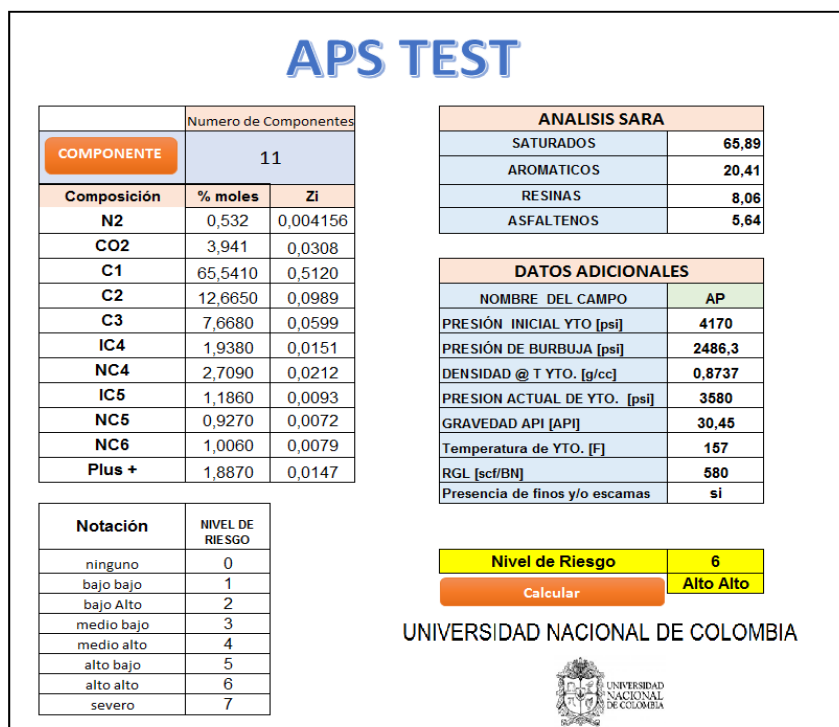 APS TEST
Numero de Componentes
COMPONENTE 11
Composición % moles Zi
N2 0,532 0,004156
CO2 3,941 0,0308
C1 65,5410 0,5120
C2 12,6650 0,0989
C3 7,6680 0,0599
IC4 1,9380 0,0151
NC4 2,7090 0,0212
IC5 1,1860 0,0093
NC5 0,9270 0,0072
NC6 1,0060 0,0079
Plus + 1,8870 0,0147
Notación NIVEL DE
RIESGO
ninguno 0
bajo bajo 1
bajo Alto 2
medio bajo 3
medio alto 4
alto bajo 5
alto alto 6
severo 7
ANALISIS SARA
SATURADOS 65,89
AROMATICOS 20,41
RESINAS 8,06
ASFALTENOS 5,64
DATOS ADICIONALES
NOMBRE DEL CAMPO AP
PRESIÓN INICIAL YTO [psi] 4170
PRESIÓN DE BURBUJA [psi] 2486,3
DENSIDAD @ T YTO. [g/cc] 0,8737
PRESION ACTUAL DE YTO. [psi] 3580
GRAVEDAD API [API] 30,45
Temperatura de YTO. [F] 157
RGL [scf/BN] 580
Presencia de finos y/o escamas si
Nivel de Riesgo 6
Calcular Alto Alto
UNIVERSIDAD NACIONAL DE COLOMBIA
UNIVERSIDAD
NACIONAL
DE COLOMBIA